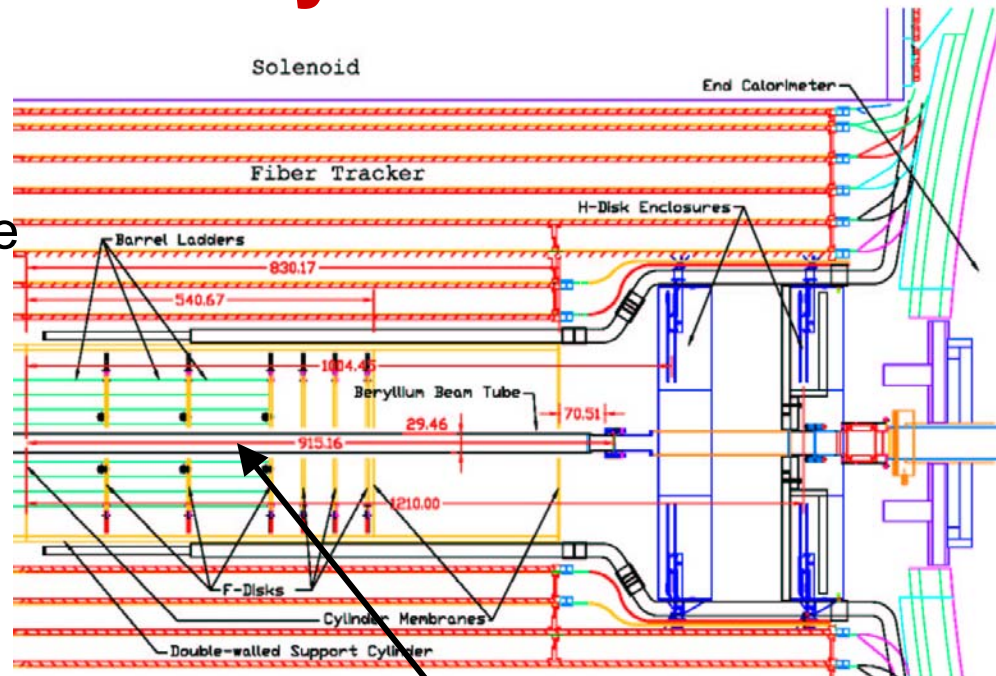 y
Solenoid
End Calorimeter
Fiber Tracker
H-Disk Enclosures
e
Barrel Ladders
830.17
540.67
1004.45
Beryllium Beam Tube
70.51
29.46
915.16
1210.00
F-Disks
Cylinder Membranes
Double-walled Support Cylinder